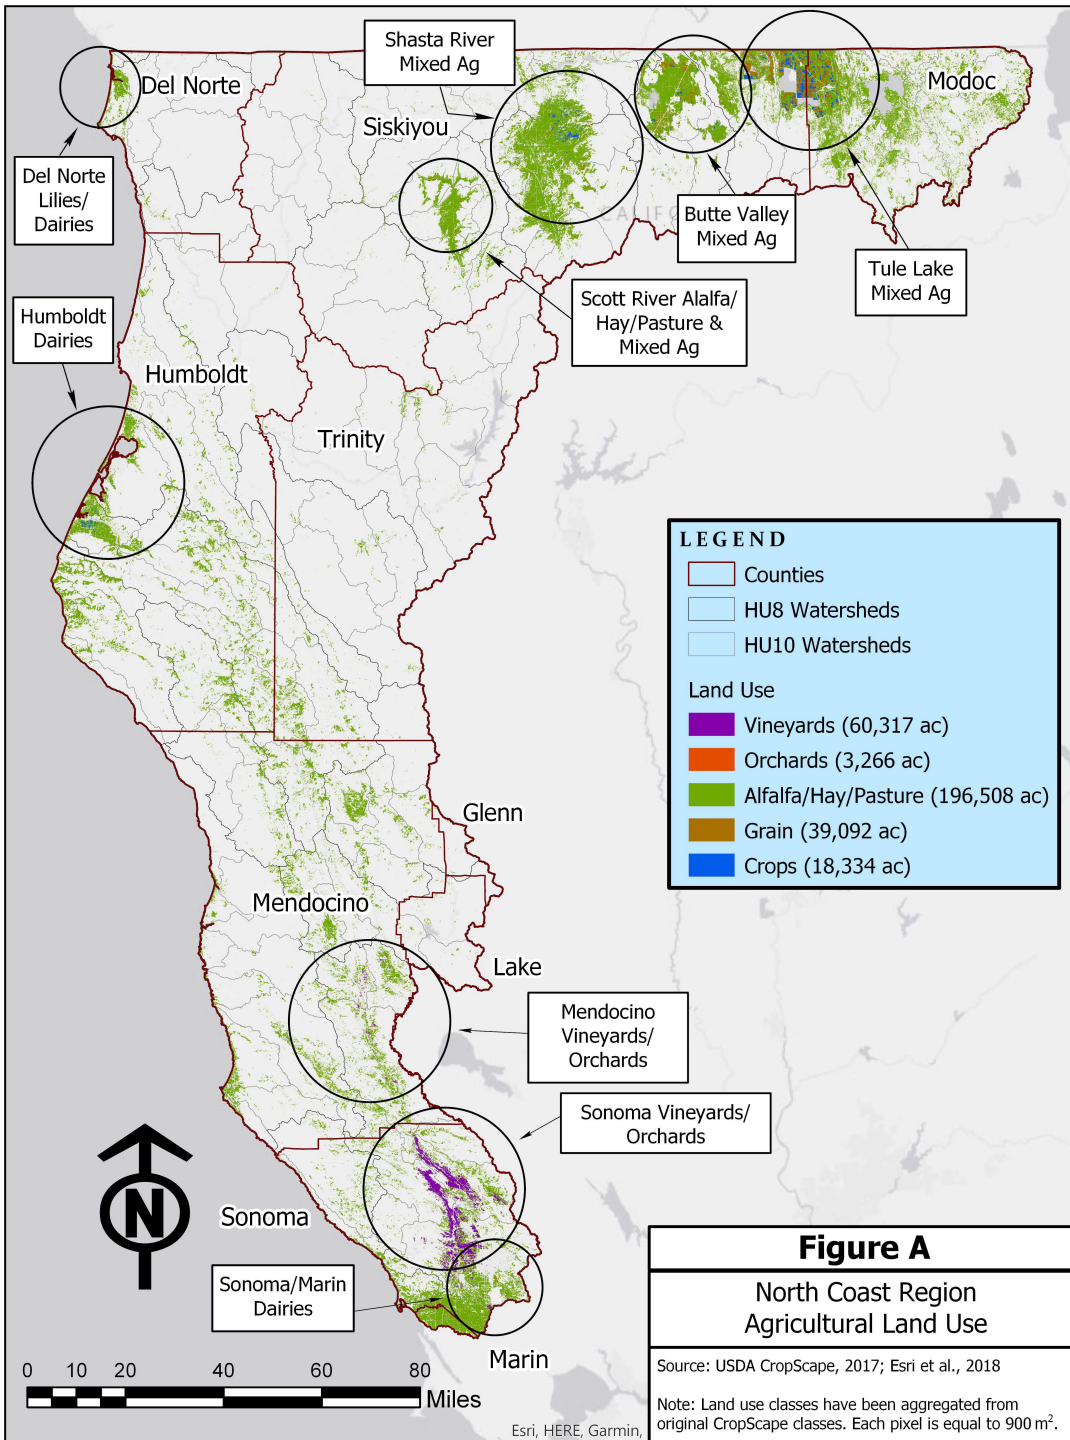 Shasta River
Mixed Ag
Del Norte
Siskiyou
Modoc
Del Norte
Lilies/
Dairies
CALIFO
Butte Valley
Mixed Ag
Tule Lake
Mixed Ag
Scott River Alalfa/
Hay/Pasture &
Mixed Ag
Humboldt
Dairies
Humboldt
Trinity
LEGEND
Counties
HU8 Watersheds
HU10 Watersheds
Land Use
Vineyards (60,317 ac)
Orchards (3,266 ac)
Alfalfa/Hay/Pasture (196,508 ac)
Grain (39,092 ac)
Crops (18,334 ac)
Glenn
Mendocino
Lake
Mendocino
Vineyards/
Orchards
Sonoma Vineyards/
Orchards
N
Sonoma
Sonoma/Marin
Dairies
Marin
0 10 20 40 60 80
Miles
Esri, HERE, Garmin,
Figure A
North Coast Region
Agricultural Land Use
Source: USDA CropScape, 2017; Esri et al., 2018
Note: Land use classes have been aggregated from
original CropScape classes. Each pixel is equal to 900 m².